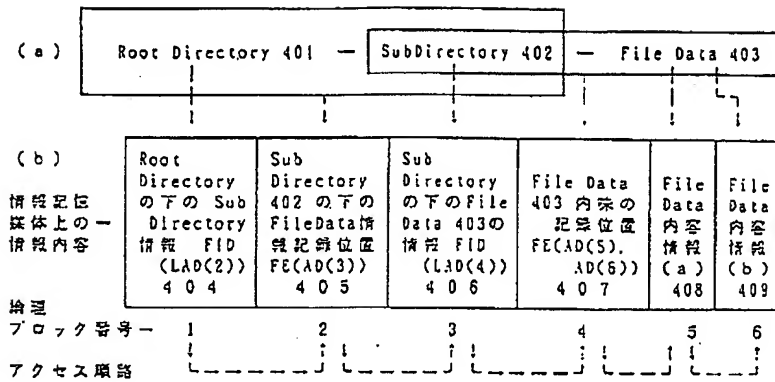 (a)
Root Directory 401 — SubDirectory 402 — File Data 403
(b)
情報記憶
媒体上の—
情報内容
Root
Directory
の下の Sub
Directory
情報 FID
(LAD(2))
404
Sub
Directory
402 の下の
FileData情
報記録位置
FE(AD(3))
405
Sub
Directory
の下のFile
Data 403の
情報 FID
(LAD(4))
406
File Data
403 内容の
記録位置
FE(AD(5),
AD(6))
407
File
Data
内容
情報
(a)
408
File
Data
内容
情報
(b)
409
論理
ブロック番号— 1 2 3 4 5 6
アクセス順路